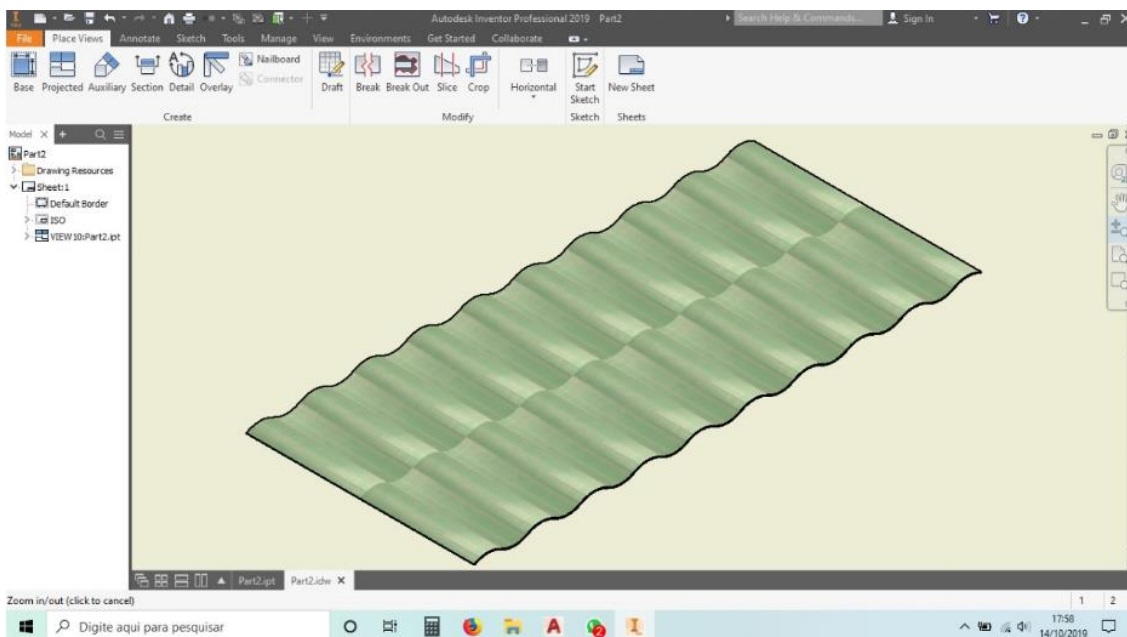 Autodesk Inventor Professional 2019 Part2
Search Help & Commands...
Sign In
File Place Views Annotate Sketch Tools Manage View Environments Get Started Collaborate
Base Projected Auxiliary Section Detail Overlay
Nailboard
Connector
Draft Break Break Out Slice Crop
Horizontal
Start Sketch
New Sheet
Create Modify Sketch Sheets
Model
Part2
Drawing Resources
Sheet:1
Default Border
ISO
VIEW10:Part2.ipt
Part2.ipt Part2.idw
Zoom in/out (click to cancel)
1 2
Digite aqui para pesquisar
17:58
14/10/2019